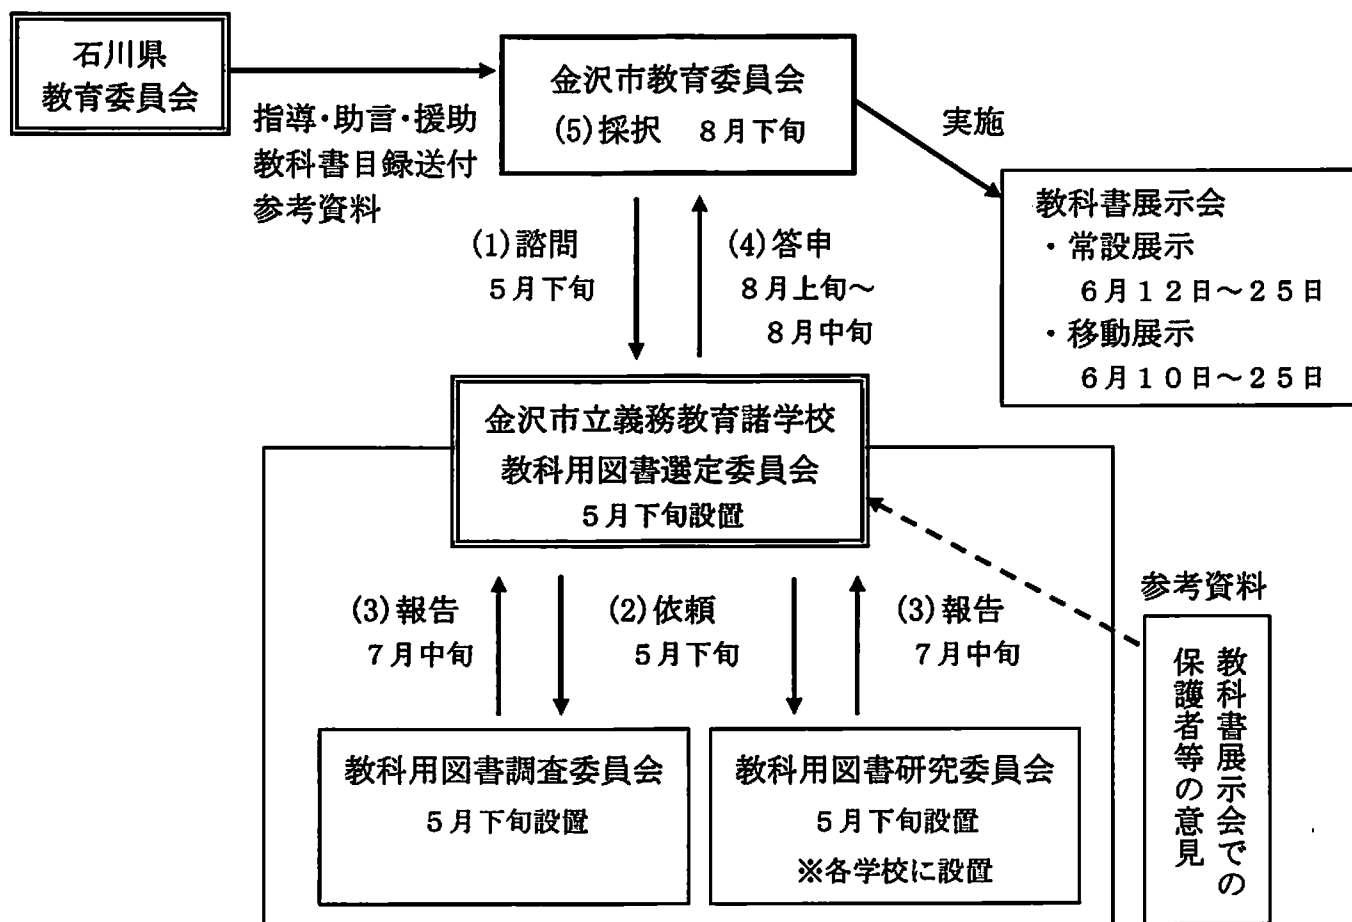 石川県
教育委員会
指導・助言・援助
教科書目録送付
参考資料
金沢市教育委員会
(5)採択 8月下旬
実施
教科書展示会
・常設展示
6月12日～25日
・移動展示
6月10日～25日
(1)諮問
5月下旬
(4)答申
8月上旬～
8月中旬
金沢市立義務教育諸学校
教科用図書選定委員会
5月下旬設置
(3)報告
7月中旬
(2)依頼
5月下旬
(3)報告
7月中旬
教科用図書調査委員会
5月下旬設置
教科用図書研究委員会
5月下旬設置
※各学校に設置
参考資料
教科書展示会での
保護者等の意見